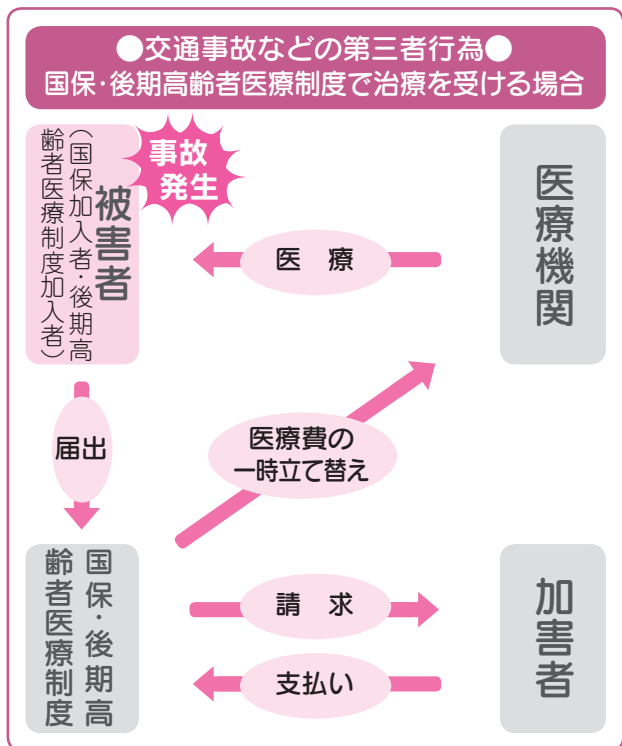 ●交通事故などの第三者行為●
国保・後期高齢者医療制度で治療を受ける場合
被害者
（国保加入者・後期高
齢者医療制度加入者）
事故
発生
医療機関
医 療
届出
医療費の
一時立て替え
国保・後期高
齢者医療制度
請 求
支払い
加害者